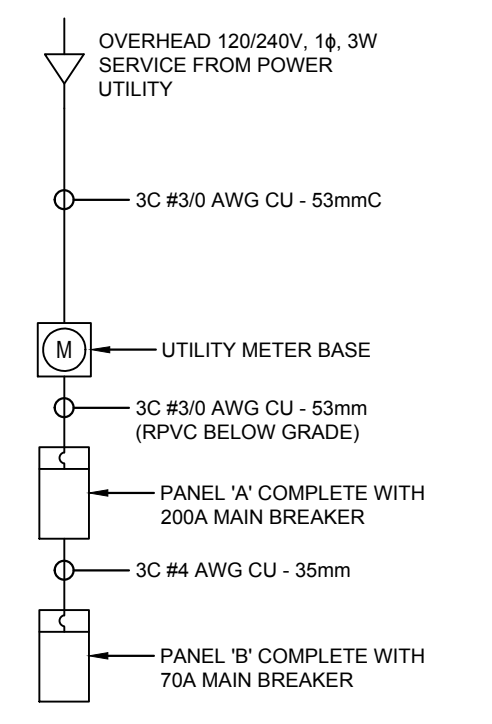 OVERHEAD 120/240V, 1ϕ, 3W
SERVICE FROM POWER
UTILITY
3C #3/0 AWG CU - 53mmC
M
UTILITY METER BASE
3C #3/0 AWG CU - 53mm
(RPVC BELOW GRADE)
PANEL 'A' COMPLETE WITH
200A MAIN BREAKER
3C #4 AWG CU - 35mm
PANEL 'B' COMPLETE WITH
70A MAIN BREAKER